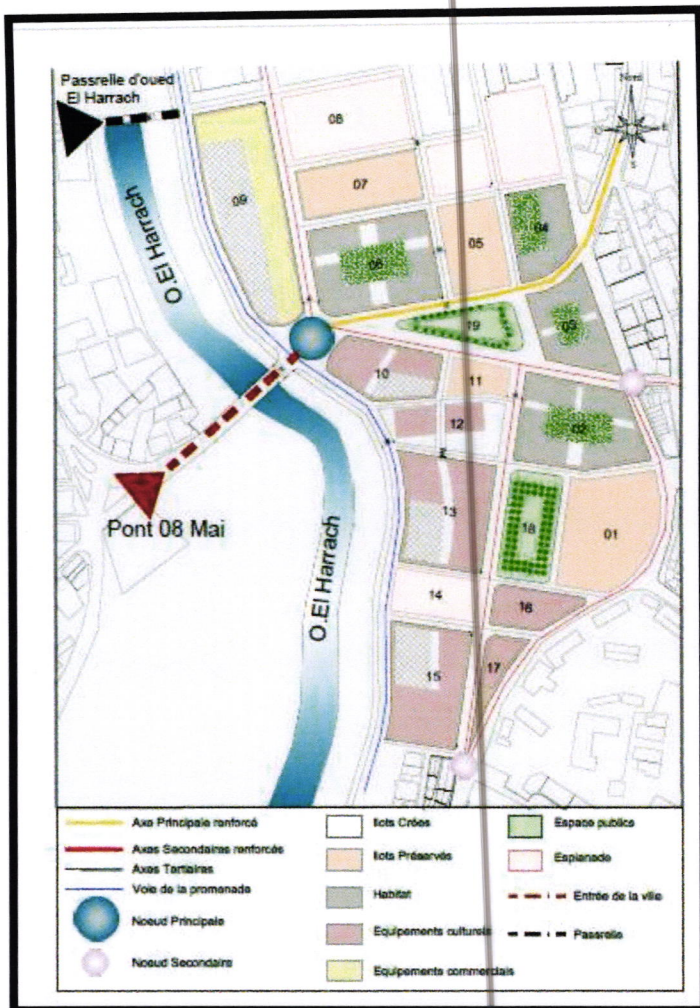 Passrelle d'oued
El Harrach
Nord
O
E
S
08
09
07
04
05
06
O.El Harrach
19
03
10
11
12
02
Pont 08 Mai
13
18
01
O.El Harrach
14
16
15
17
Axe Principale renforcé
Ilots Crées
Espace publics
Axes Secondaires renforcés
Ilots Préservés
Esplanade
Axes Tertiaires
Voie de la promenade
Habitat
Entrée de la ville
Noeud Principale
Equipements culturels
Passrelle
Noeud Secondaire
Equipements commerciais